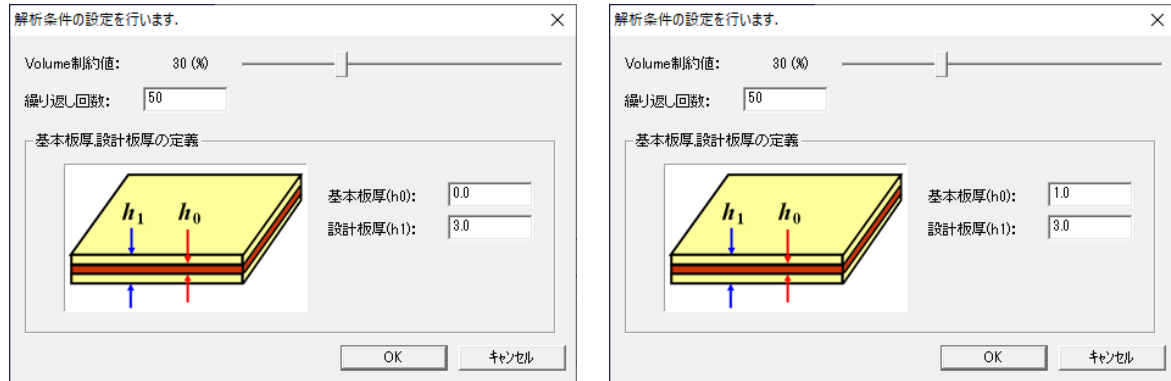 解析条件の設定を行います.
Volume制約値: 30 (%)
繰り返し回数: 50
基本板厚,設計板厚の定義
h1 h0
基本板厚(h0): 0.0
設計板厚(h1): 3.0
OK キャンセル
解析条件の設定を行います.
Volume制約値: 30 (%)
繰り返し回数: 50
基本板厚,設計板厚の定義
h1 h0
基本板厚(h0): 1.0
設計板厚(h1): 3.0
OK キャンセル